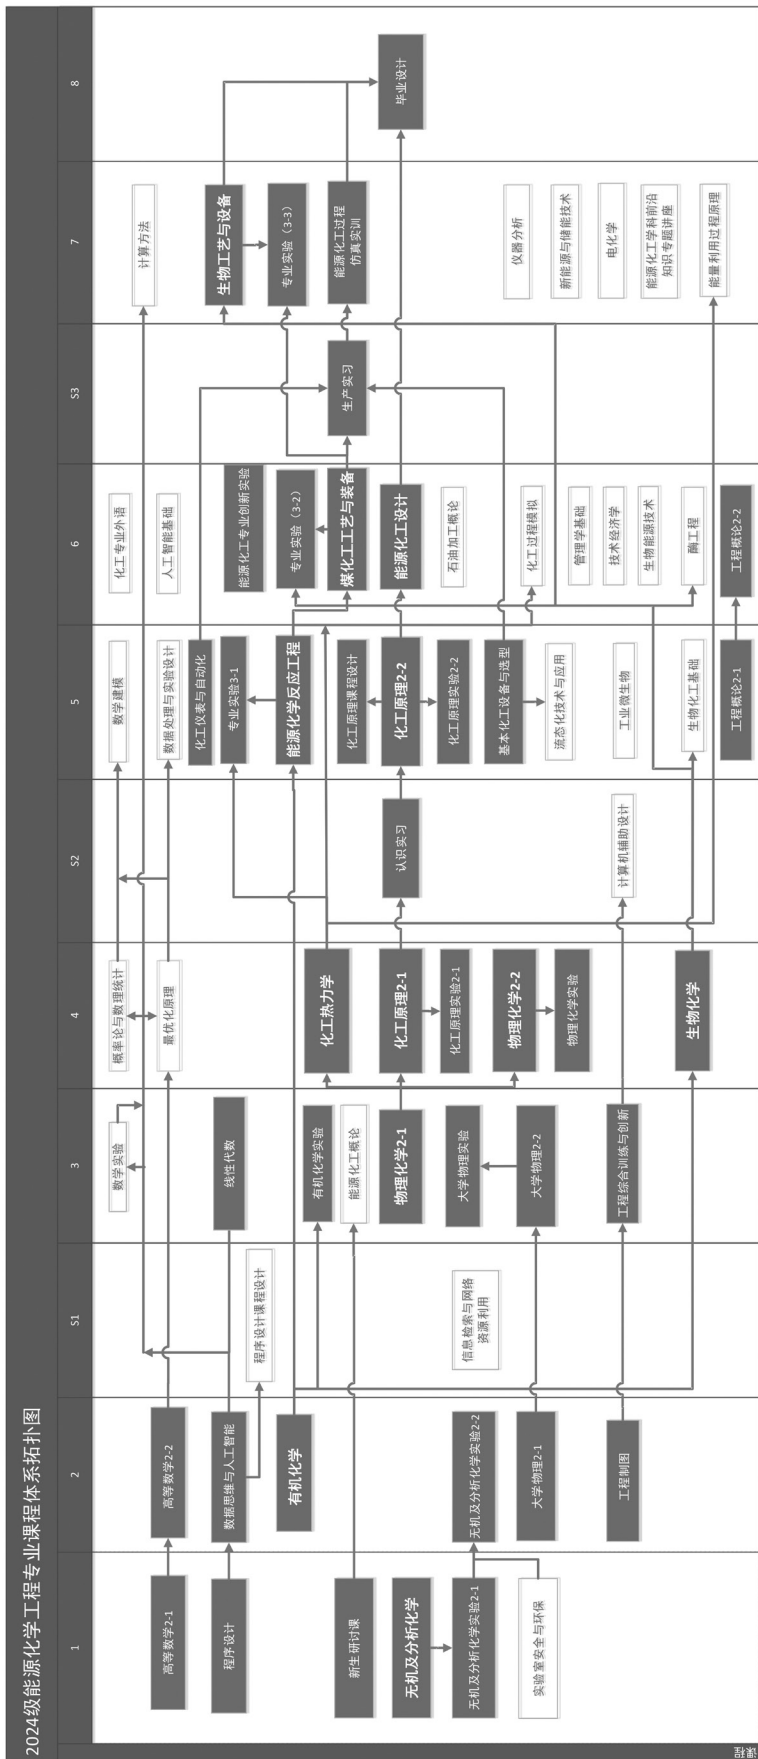 2024级能源化学工程专业课程体系拓扑图
课程
1
2
S1
3
4
S2
5
6
S3
7
8
高等数学2-1
程序设计
新生研讨课
无机及分析化学
无机及分析化学实验2-1
实验室安全与环保
高等数学2-2
数据思维与人工智能
有机化学
无机及分析化学实验2-2
大学物理2-1
工程制图
程序设计课程设计
信息检索与网络
资源利用
数学实验
线性代数
有机化学实验
能源化工概论
物理化学2-1
大学物理实验
大学物理2-2
工程综合训练与创新
概率论与数理统计
最优化原理
化工热力学
化工原理2-1
化工原理实验2-1
物理化学2-2
物理化学实验
生物化学
认识实习
计算机辅助设计
数学建模
数据处理与实验设计
化工仪表与自动化
专业实验3-1
能源化学反应工程
化工原理课程设计
化工原理2-2
化工原理实验2-2
基本化工设备与选型
流态化技术与应用
工业微生物
生物化工基础
工程概论2-1
化工专业外语
人工智能基础
能源化工专业创新实验
专业实验（3-2）
煤化工工艺与装备
能源化工设计
石油加工概论
化工过程模拟
管理学基础
技术经济学
生物能源技术
酶工程
工程概论2-2
生产实习
计算方法
生物工艺与设备
专业实验（3-3）
能源化工过程
仿真实训
仪器分析
新能源与储能技术
电化学
能源化工学科前沿
知识专题讲座
能量利用过程原理
毕业设计